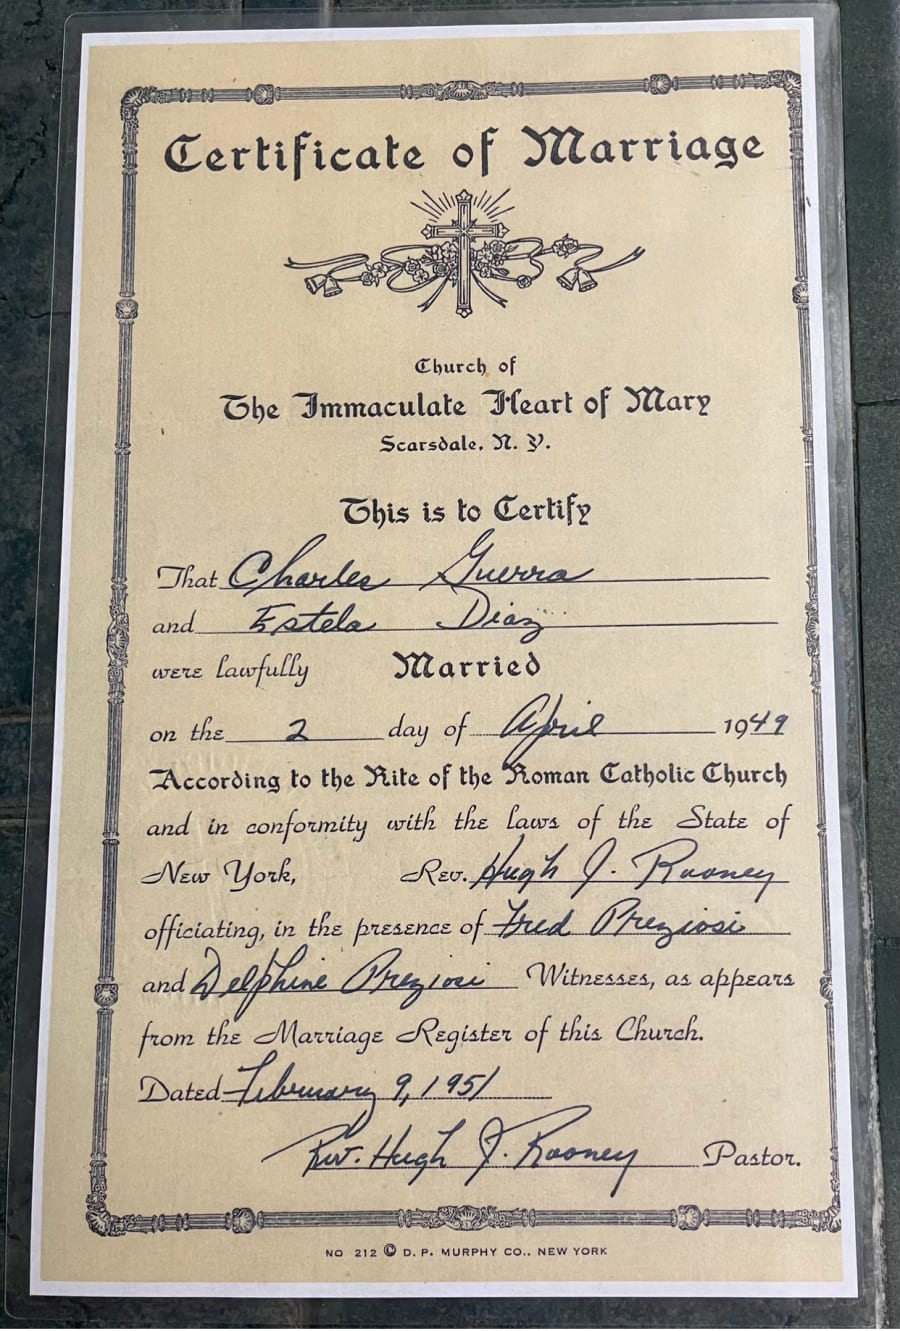 Certificate of Marriage
Church of
The Immaculate Heart of Mary
Scarsdale, N. Y.
This is to Certify
That Charles Guerra
and Estela Diaz
were lawfully Married
on the 2 day of April 1949
According to the Rite of the Roman Catholic Church
and in conformity with the laws of the State of
New York, Rev. Hugh J. Rooney
officiating, in the presence of Fred Preziosi
and Delphine Preziosi Witnesses, as appears
from the Marriage Register of this Church.
Dated February 9, 1951
Rev. Hugh J. Rooney Pastor.
NO 212 © D. P. MURPHY CO., NEW YORK